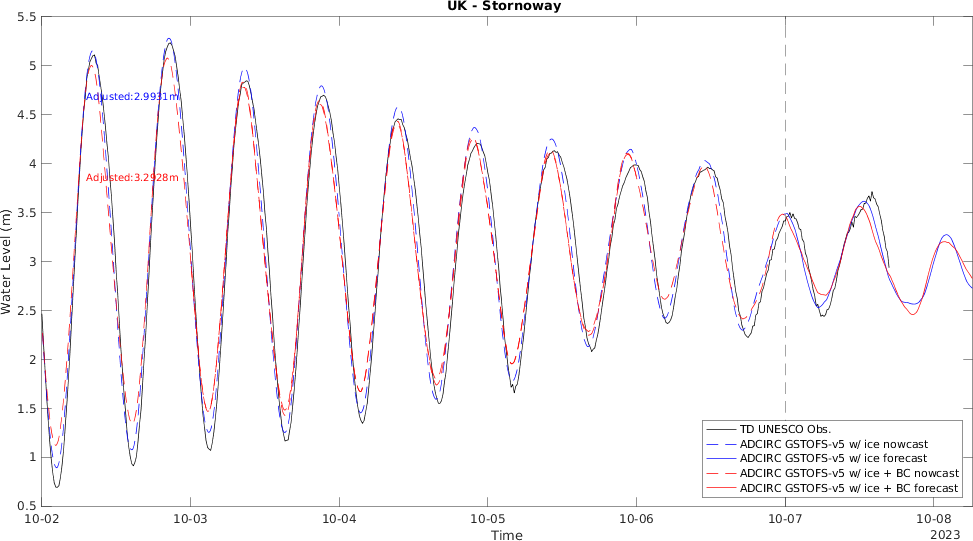 UK - Stornoway
5.5
5
4.5
4
3.5
3
2.5
2
1.5
1
0.5
Water Level (m)
Adjusted:2.9931m
Adjusted:3.2928m
TD UNESCO Obs.
ADCIRC GSTOFS-v5 w/ ice nowcast
ADCIRC GSTOFS-v5 w/ ice forecast
ADCIRC GSTOFS-v5 w/ ice + BC nowcast
ADCIRC GSTOFS-v5 w/ ice + BC forecast
10-02 10-03 10-04 10-05 10-06 10-07 10-08
Time
2023